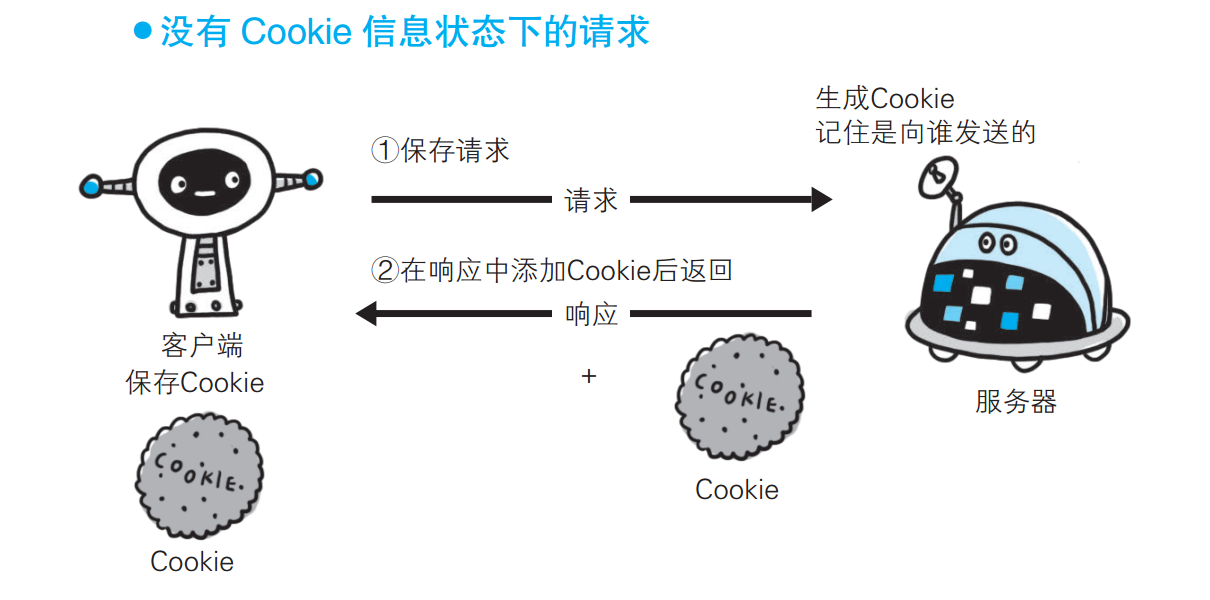 ●没有 Cookie 信息状态下的请求
生成Cookie
记住是向谁发送的
①保存请求
请求
②在响应中添加Cookie后返回
响应
+
COOKIE.
Cookie
客户端
保存Cookie
COOKIE.
Cookie
服务器